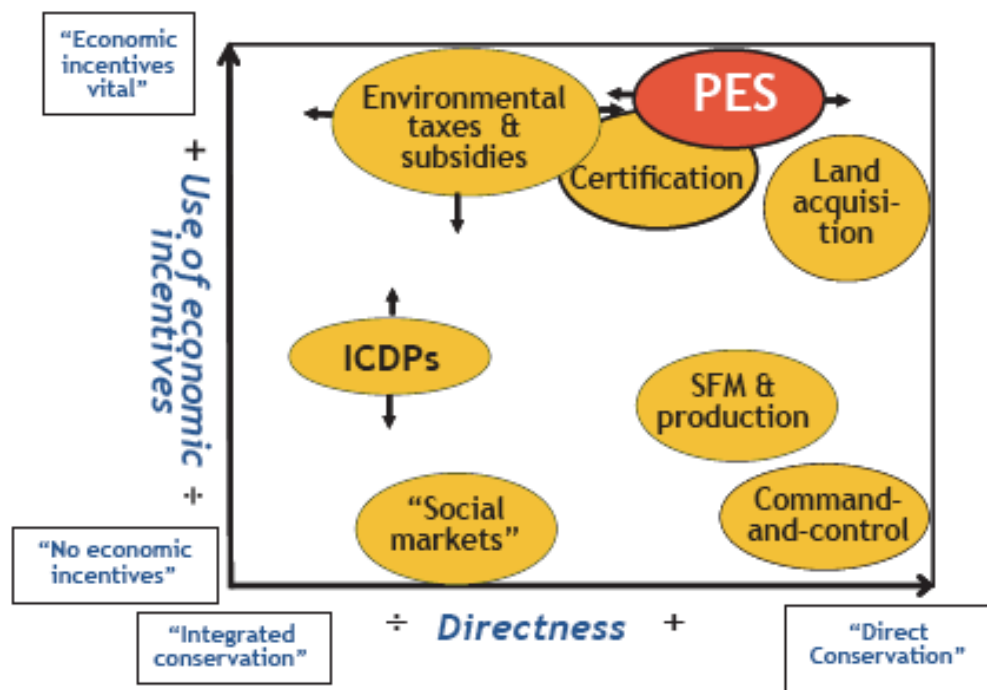 “Economic
incentives
vital”
Environmental
taxes &
subsidies
PES
Certification
Land
acquisi-
tion
+ Use of economic ÷
incentives
ICDPs
SFM &
production
“Social
markets”
Command-
and-control
“No economic
incentives”
“Integrated
conservation”
÷ Directness +
“Direct
Conservation”